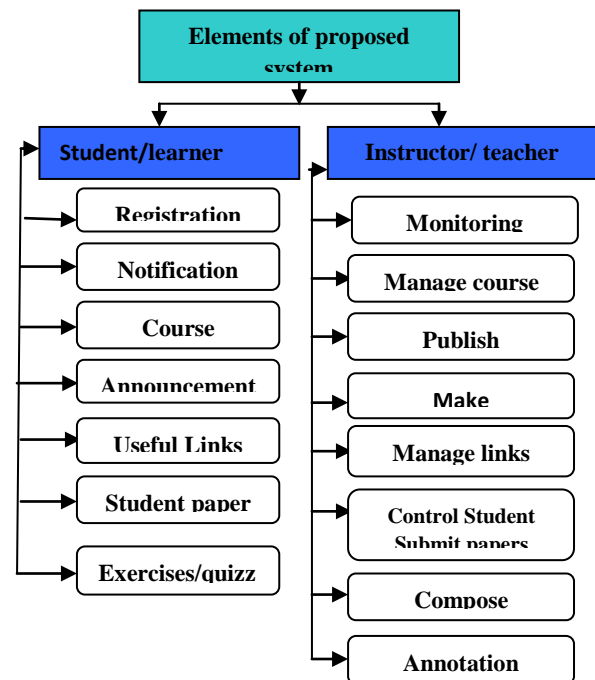 Elements of proposed
system
Student/learner
Registration
Notification
Course
Announcement
Useful Links
Student paper
Exercises/quizz
Instructor/ teacher
Monitoring
Manage course
Publish
Make
Manage links
Control Student
Submit papers
Compose
Annotation